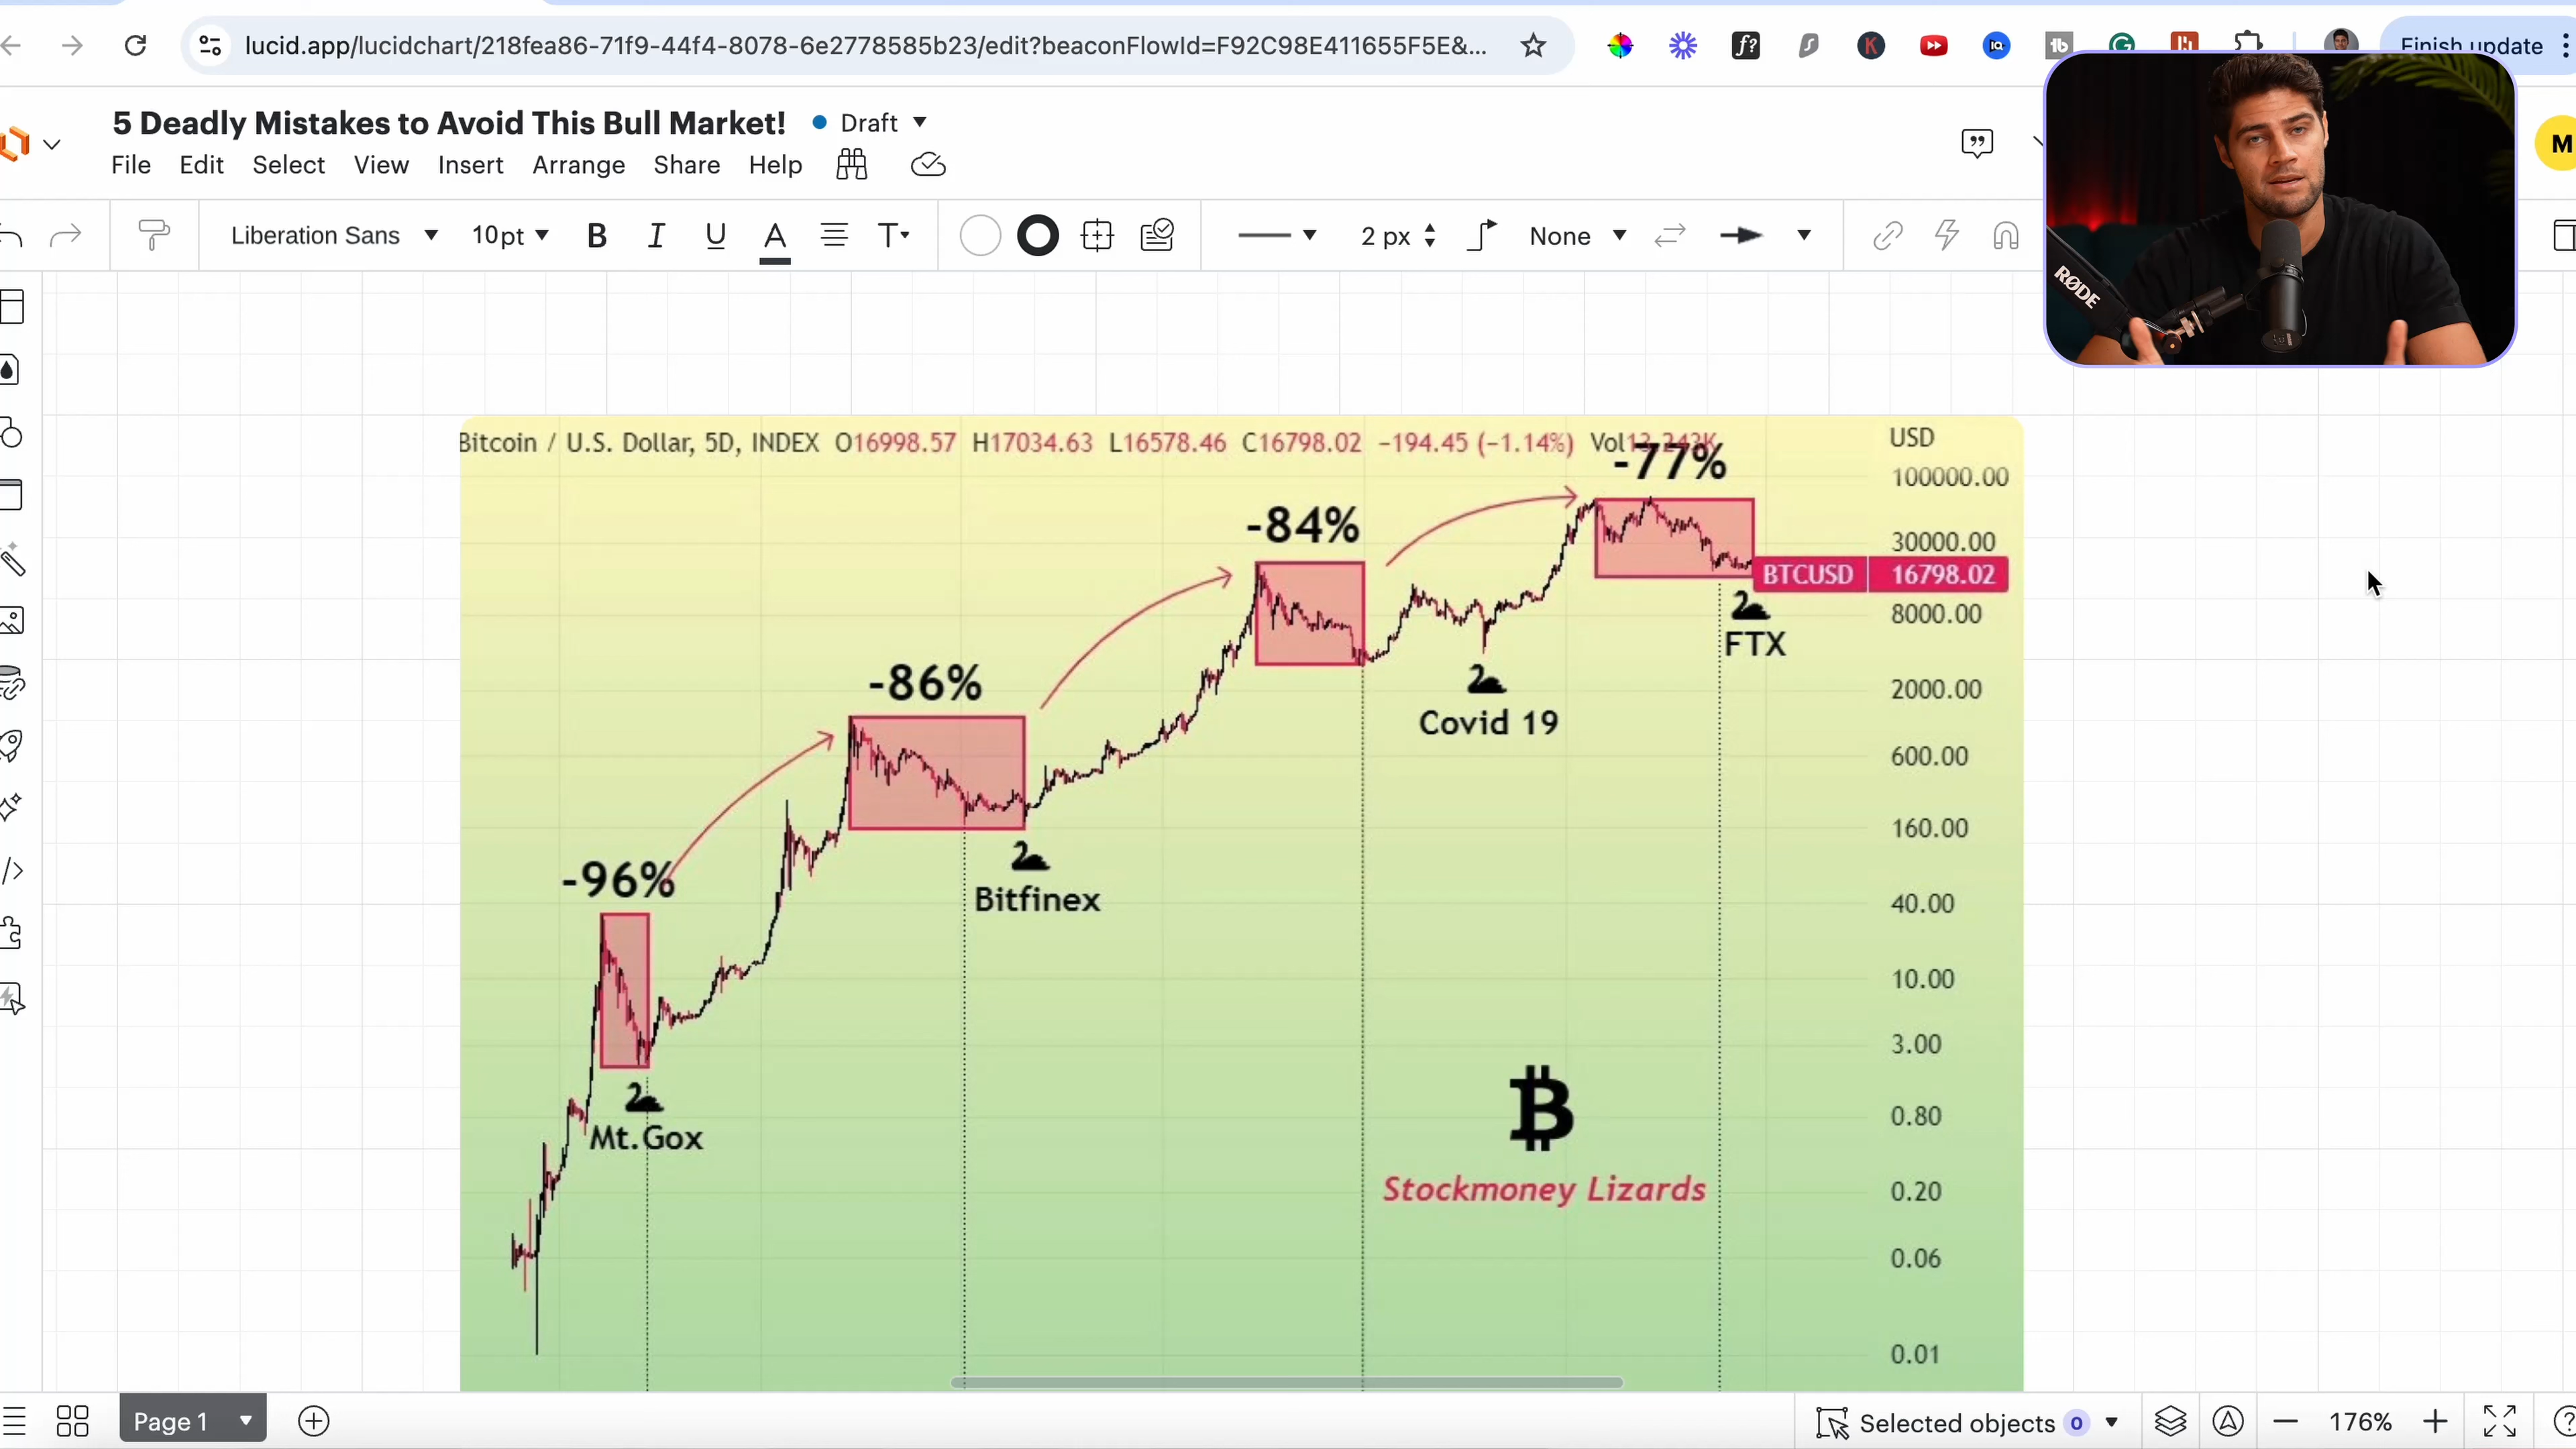 lucid.app/lucidchart/218fea86-71f9-44f4-8078-6e2778585b23/edit?beaconFlowId=F92C98E411655F5E&...
Finish update
5 Deadly Mistakes to Avoid This Bull Market!
Draft
File Edit Select View Insert Arrange Share Help
M
Liberation Sans 10pt B I U A T 2 px None
RØDE
Bitcoin / U.S. Dollar, 5D, INDEX O16998.57 H17034.63 L16578.46 C16798.02 −194.45 (−1.14%) Vol13.243K
USD
-77%
100000.00
-84%
30000.00
BTCUSD 16798.02
8000.00
FTX
-86%
2000.00
Covid 19
600.00
160.00
-96%
Bitfinex
40.00
10.00
3.00
Mt.Gox
0.80
Stockmoney Lizards
0.20
0.06
0.01
Page 1
Selected objects 0
176%